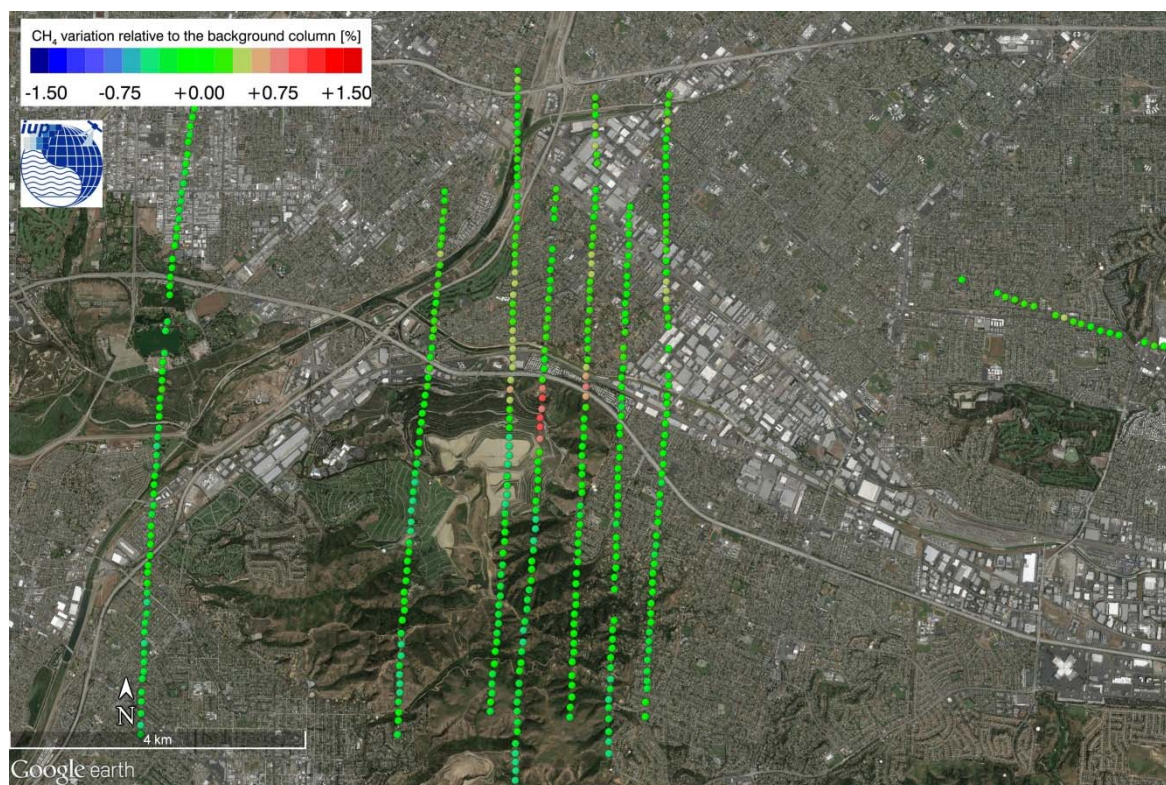 CH₄ variation relative to the background column [%]
-1.50 -0.75 +0.00 +0.75 +1.50
iup
N
4 km
Google earth